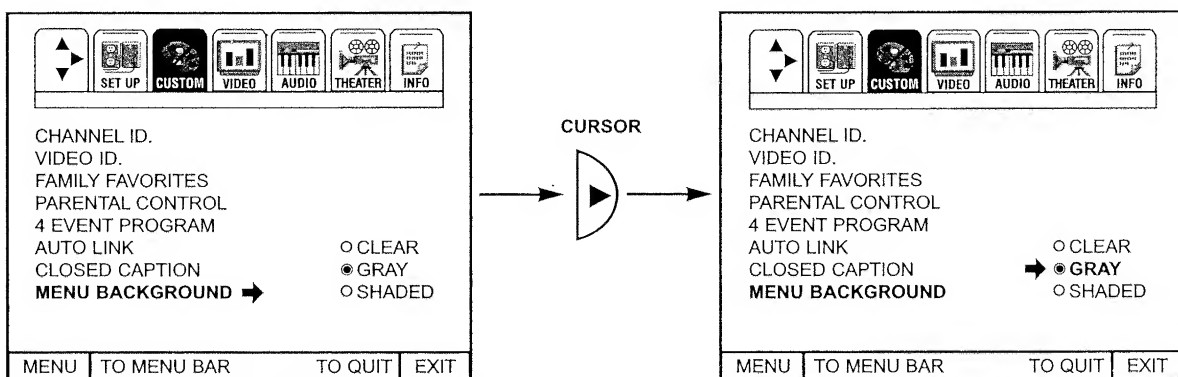 SET UP CUSTOM VIDEO AUDIO THEATER INFO
CHANNEL ID.
VIDEO ID.
FAMILY FAVORITES
PARENTAL CONTROL
4 EVENT PROGRAM
AUTO LINK ○ CLEAR
CLOSED CAPTION ◉ GRAY
MENU BACKGROUND ➡ ○ SHADED
MENU TO MENU BAR TO QUIT EXIT
CURSOR
SET UP CUSTOM VIDEO AUDIO THEATER INFO
CHANNEL ID.
VIDEO ID.
FAMILY FAVORITES
PARENTAL CONTROL
4 EVENT PROGRAM
AUTO LINK ○ CLEAR
CLOSED CAPTION ➡ ◉ GRAY
MENU BACKGROUND ○ SHADED
MENU TO MENU BAR TO QUIT EXIT